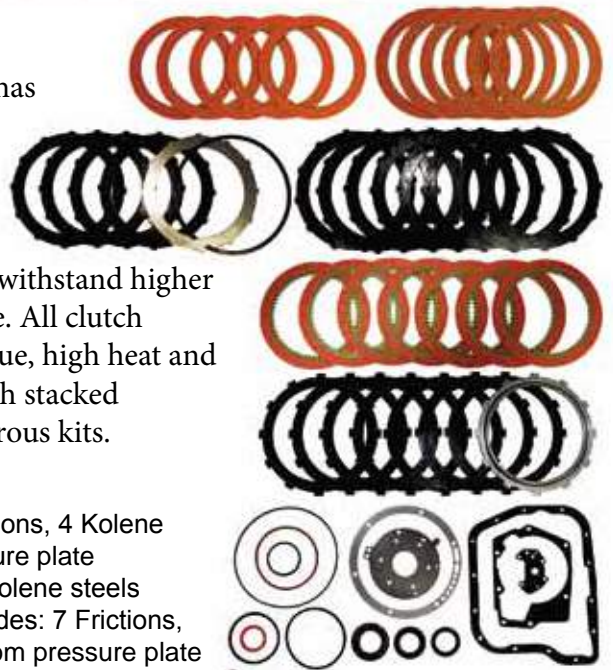 has
withstand higher
e. All clutch
ue, high heat and
h stacked
rous kits.
ons, 4 Kolene
ure plate
olene steels
des: 7 Frictions,
om pressure plate